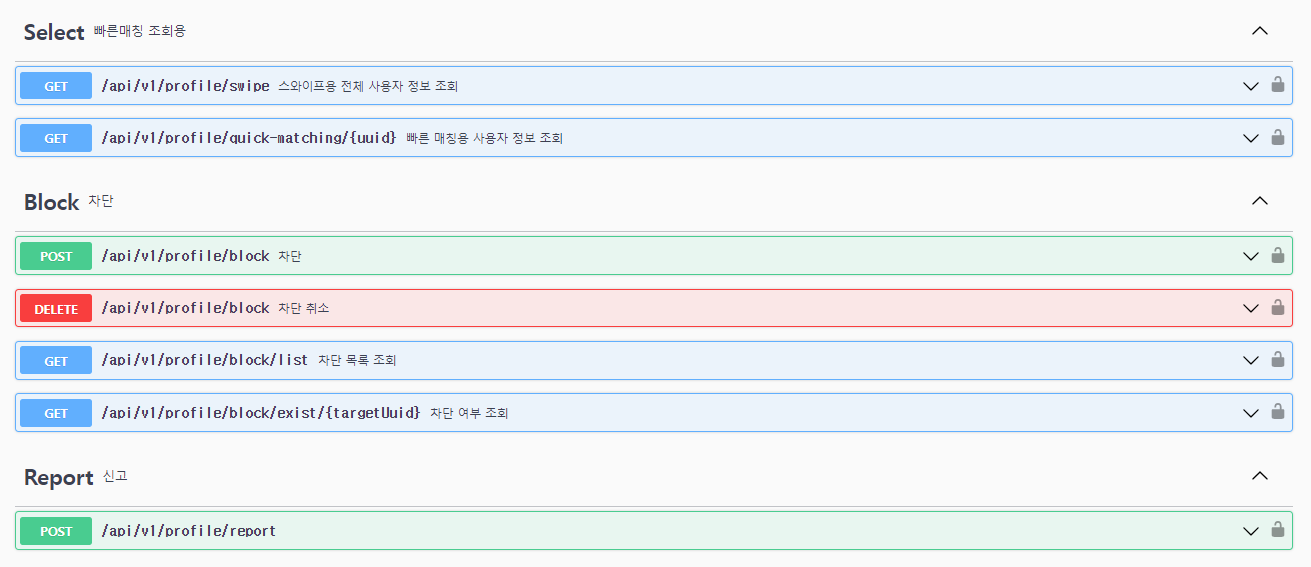 Select 빠른매칭 조회용
GET /api/v1/profile/swipe 스와이프용 전체 사용자 정보 조회
GET /api/v1/profile/quick-matching/{uuid} 빠른 매칭용 사용자 정보 조회
Block 차단
POST /api/v1/profile/block 차단
DELETE /api/v1/profile/block 차단 취소
GET /api/v1/profile/block/list 차단 목록 조회
GET /api/v1/profile/block/exist/{targetUuid} 차단 여부 조회
Report 신고
POST /api/v1/profile/report